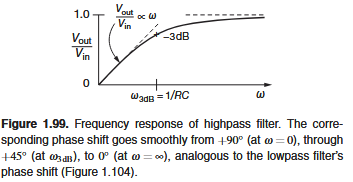 1.0
Vout/Vin ∝ ω
−3dB
Vout/Vin
0
ω3dB = 1/RC
ω
Figure 1.99. Frequency response of highpass filter. The corre-
sponding phase shift goes smoothly from +90° (at ω = 0), through
+45° (at ω3dB), to 0° (at ω = ∞), analogous to the lowpass filter's
phase shift (Figure 1.104).